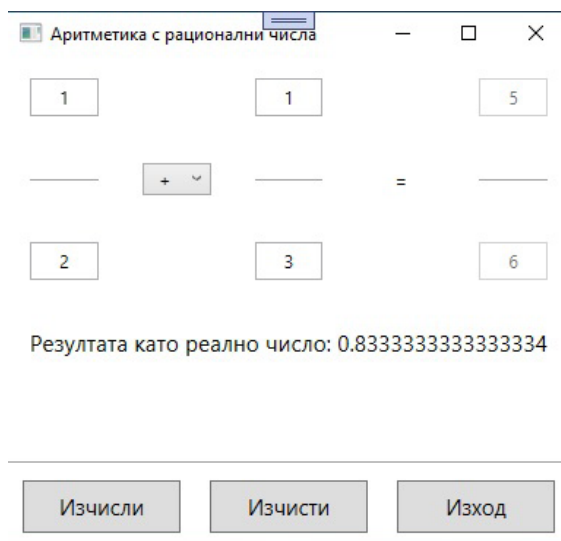 Аритметика с рационални числа
1 1 5
+ =
2 3 6
Резултата като реално число: 0.8333333333333334
Изчисли Изчисти Изход